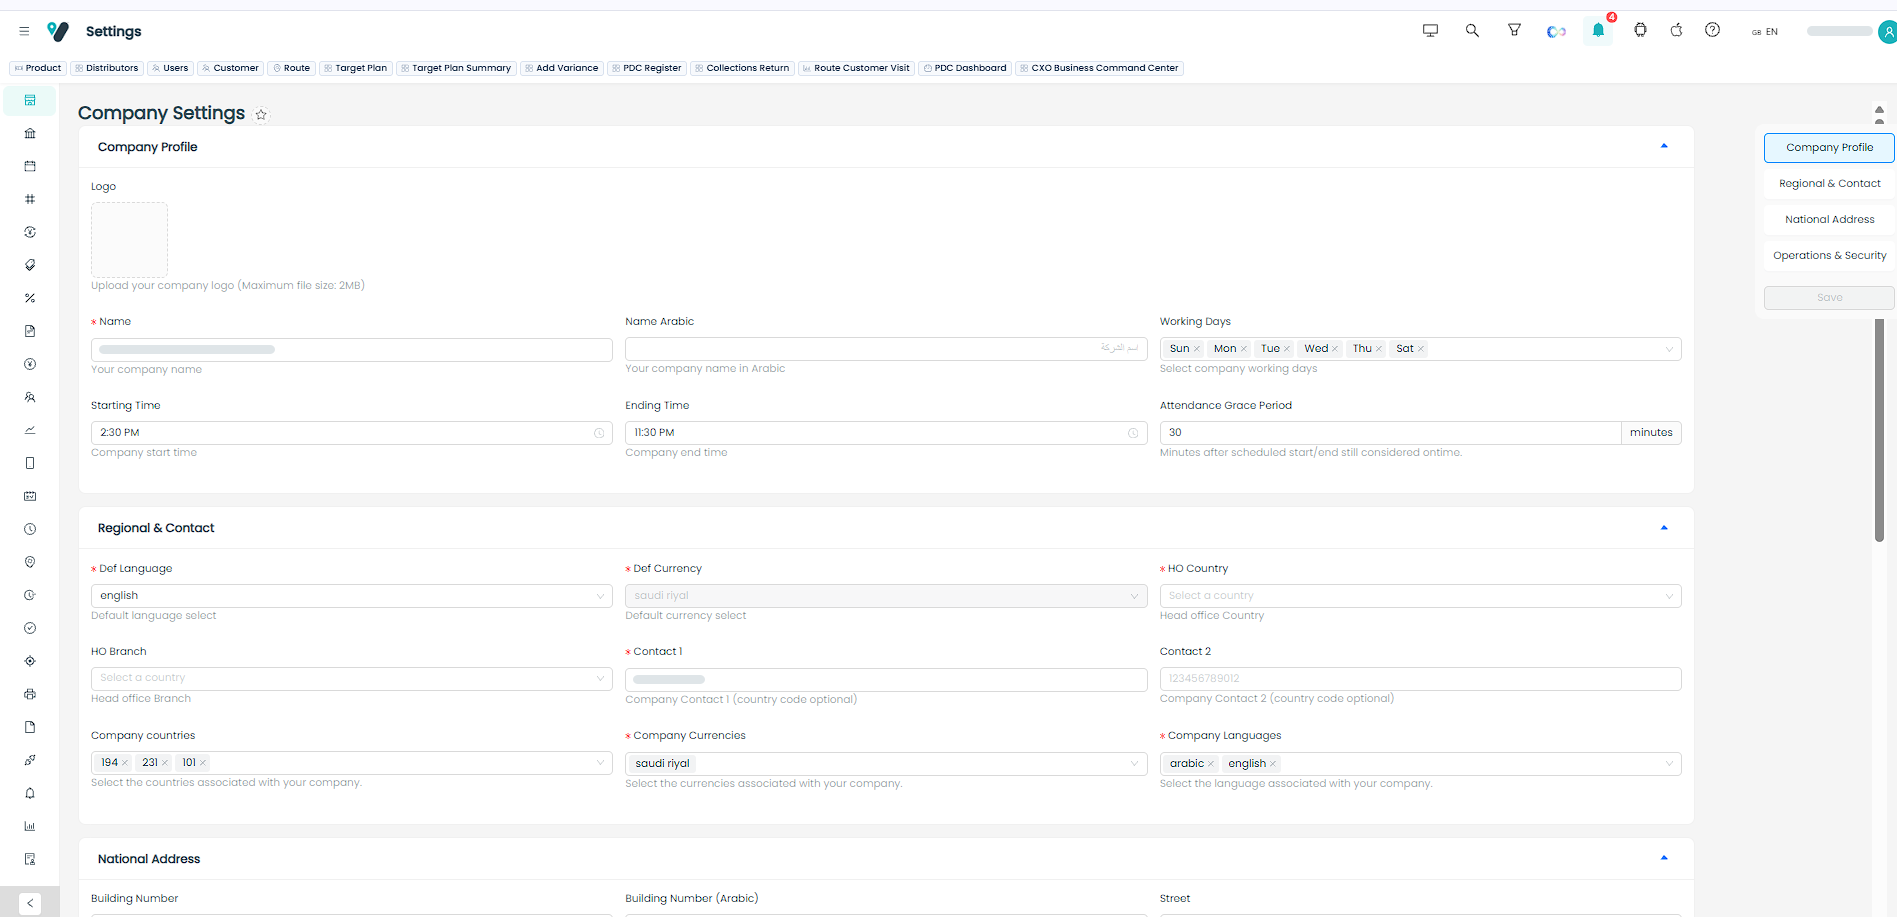 Settings
4
GB EN
Product Distributors Users Customer Route Target Plan Target Plan Summary Add Variance PDC Register Collections Return Route Customer Visit PDC Dashboard CXO Business Command Center
Company Settings
Company Profile
Company Profile
Regional & Contact
National Address
Operations & Security
Save
Logo
Upload your company logo (Maximum file size: 2MB)
* Name Name Arabic Working Days
اسم الشركة Sun Mon Tue Wed Thu Sat
Your company name Your company name in Arabic Select company working days
Starting Time Ending Time Attendance Grace Period
2:30 PM 11:30 PM 30 minutes
Company start time Company end time Minutes after scheduled start/end still considered ontime.
Regional & Contact
* Def Language * Def Currency * HO Country
english saudi riyal Select a country
Default language select Default currency select Head office Country
HO Branch * Contact 1 Contact 2
Select a country 123456789012
Head office Branch Company Contact 1 (country code optional) Company Contact 2 (country code optional)
Company countries * Company Currencies * Company Languages
194 231 101 saudi riyal arabic english
Select the countries associated with your company. Select the currencies associated with your company. Select the language associated with your company.
National Address
Building Number Building Number (Arabic) Street